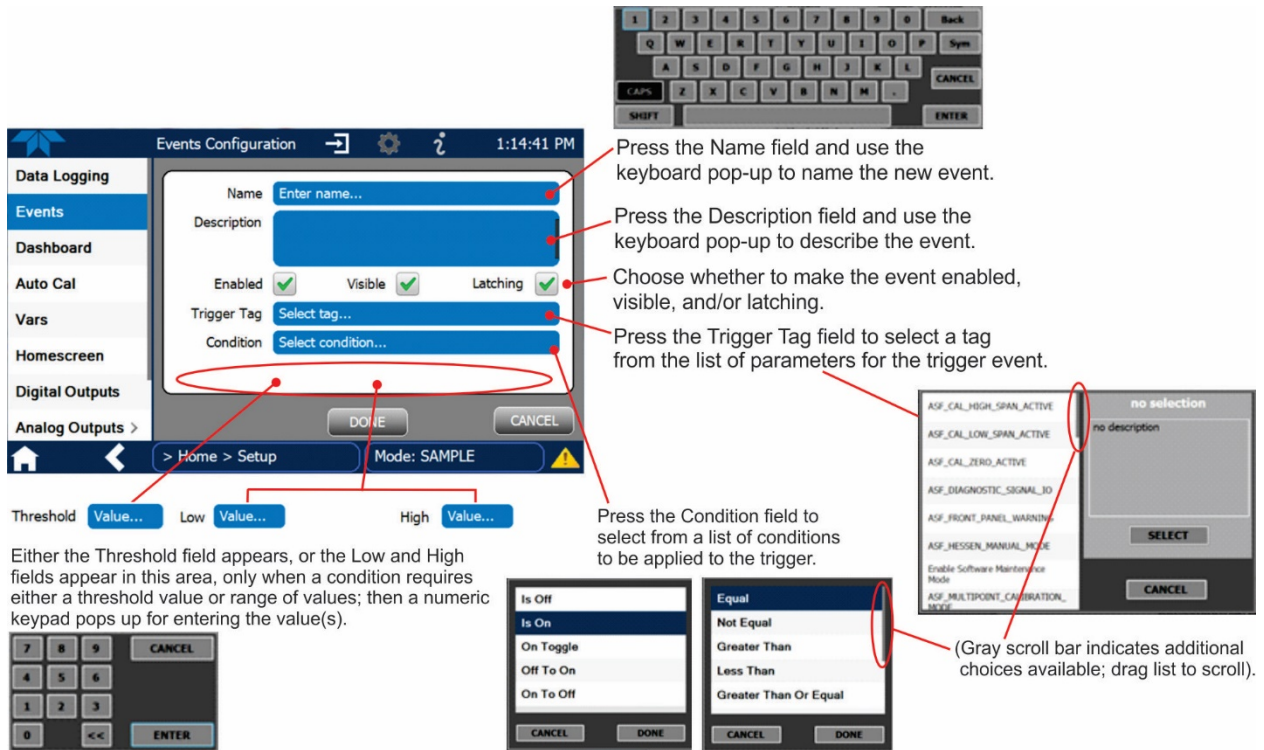 1 2 3 4 5 6 7 8 9 0 Back
Q W E R T Y U I O P Sym
A S D F G H J K L CANCEL
CAPS Z X C V B N M .
SHIFT ENTER
Events Configuration 1:14:41 PM
Data Logging
Events
Dashboard
Auto Cal
Vars
Homescreen
Digital Outputs
Analog Outputs >
Name Enter name...
Description
Enabled Visible Latching
Trigger Tag Select tag...
Condition Select condition...
DONE CANCEL
> Home > Setup Mode: SAMPLE
Press the Name field and use the
keyboard pop-up to name the new event.
Press the Description field and use the
keyboard pop-up to describe the event.
Choose whether to make the event enabled,
visible, and/or latching.
Press the Trigger Tag field to select a tag
from the list of parameters for the trigger event.
ASF_CAL_HIGH_SPAN_ACTIVE
ASF_CAL_LOW_SPAN_ACTIVE
ASF_CAL_ZERO_ACTIVE
ASF_DIAGNOSTIC_SIGNAL_IO
ASF_FRONT_PANEL_WARNING
ASF_HESSEN_MANUAL_MODE
Enable Software Maintenance
Mode
ASF_MULTIPOINT_CALIBRATION_
MODE
no selection
no description
SELECT
CANCEL
Threshold Value... Low Value... High Value...
Either the Threshold field appears, or the Low and High
fields appear in this area, only when a condition requires
either a threshold value or range of values; then a numeric
keypad pops up for entering the value(s).
7 8 9 CANCEL
4 5 6
1 2 3
0 << ENTER
Press the Condition field to
select from a list of conditions
to be applied to the trigger.
Is Off
Is On
On Toggle
Off To On
On To Off
CANCEL DONE
Equal
Not Equal
Greater Than
Less Than
Greater Than Or Equal
CANCEL DONE
(Gray scroll bar indicates additional
choices available; drag list to scroll).